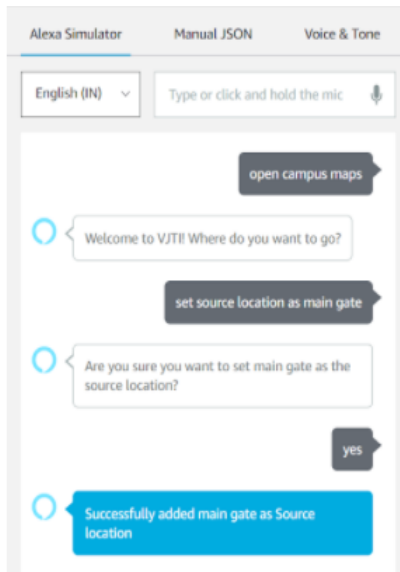 Alexa Simulator Manual JSON Voice & Tone
English (IN) Type or click and hold the mic
open campus maps
Welcome to VJTI! Where do you want to go?
set source location as main gate
Are you sure you want to set main gate as the
source location?
yes
Successfully added main gate as Source
location